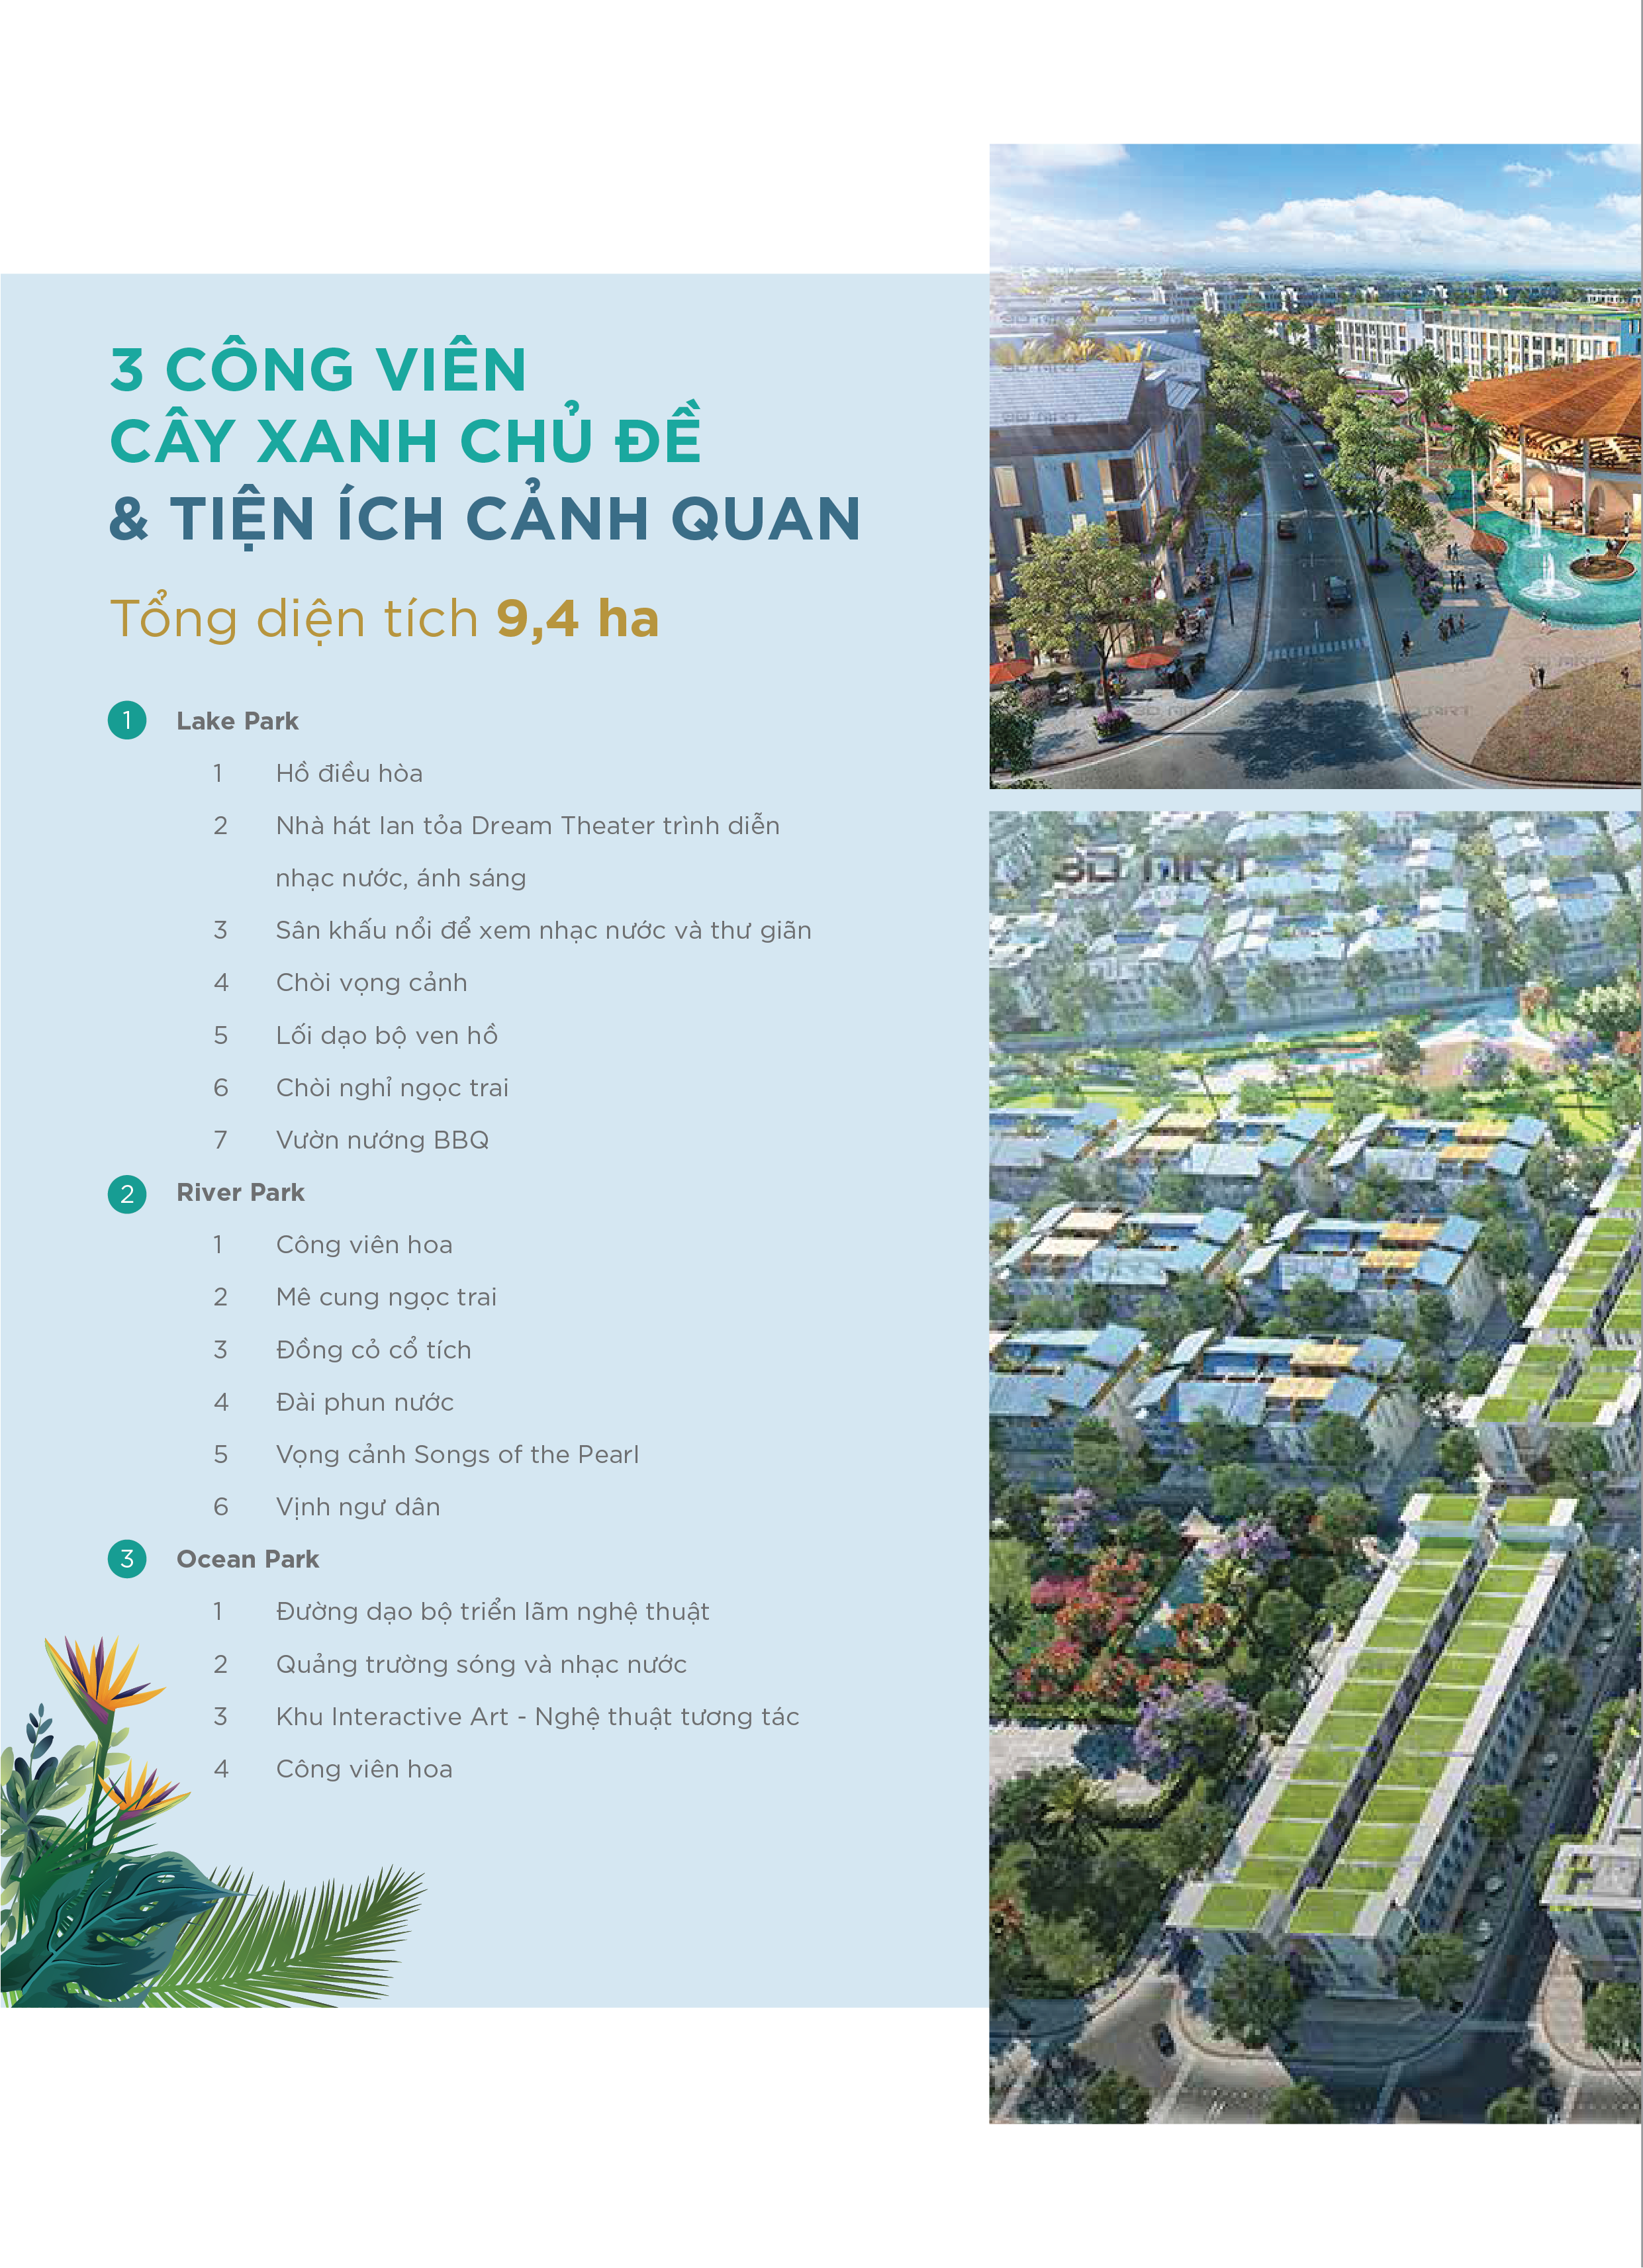 3 CÔNG VIÊN
CÂY XANH CHỦ ĐỀ
& TIỆN ÍCH CẢNH QUAN
Tổng diện tích 9,4 ha
1 Lake Park
1 Hồ điều hòa
2 Nhà hát lan tỏa Dream Theater trình diễn
nhạc nước, ánh sáng
3 Sân khấu nổi để xem nhạc nước và thư giãn
4 Chòi vọng cảnh
5 Lối dạo bộ ven hồ
6 Chòi nghỉ ngọc trai
7 Vườn nướng BBQ
2 River Park
1 Công viên hoa
2 Mê cung ngọc trai
3 Đồng cỏ cổ tích
4 Đài phun nước
5 Vọng cảnh Songs of the Pearl
6 Vịnh ngư dân
3 Ocean Park
1 Đường dạo bộ triển lãm nghệ thuật
2 Quảng trường sóng và nhạc nước
3 Khu Interactive Art - Nghệ thuật tương tác
4 Công viên hoa